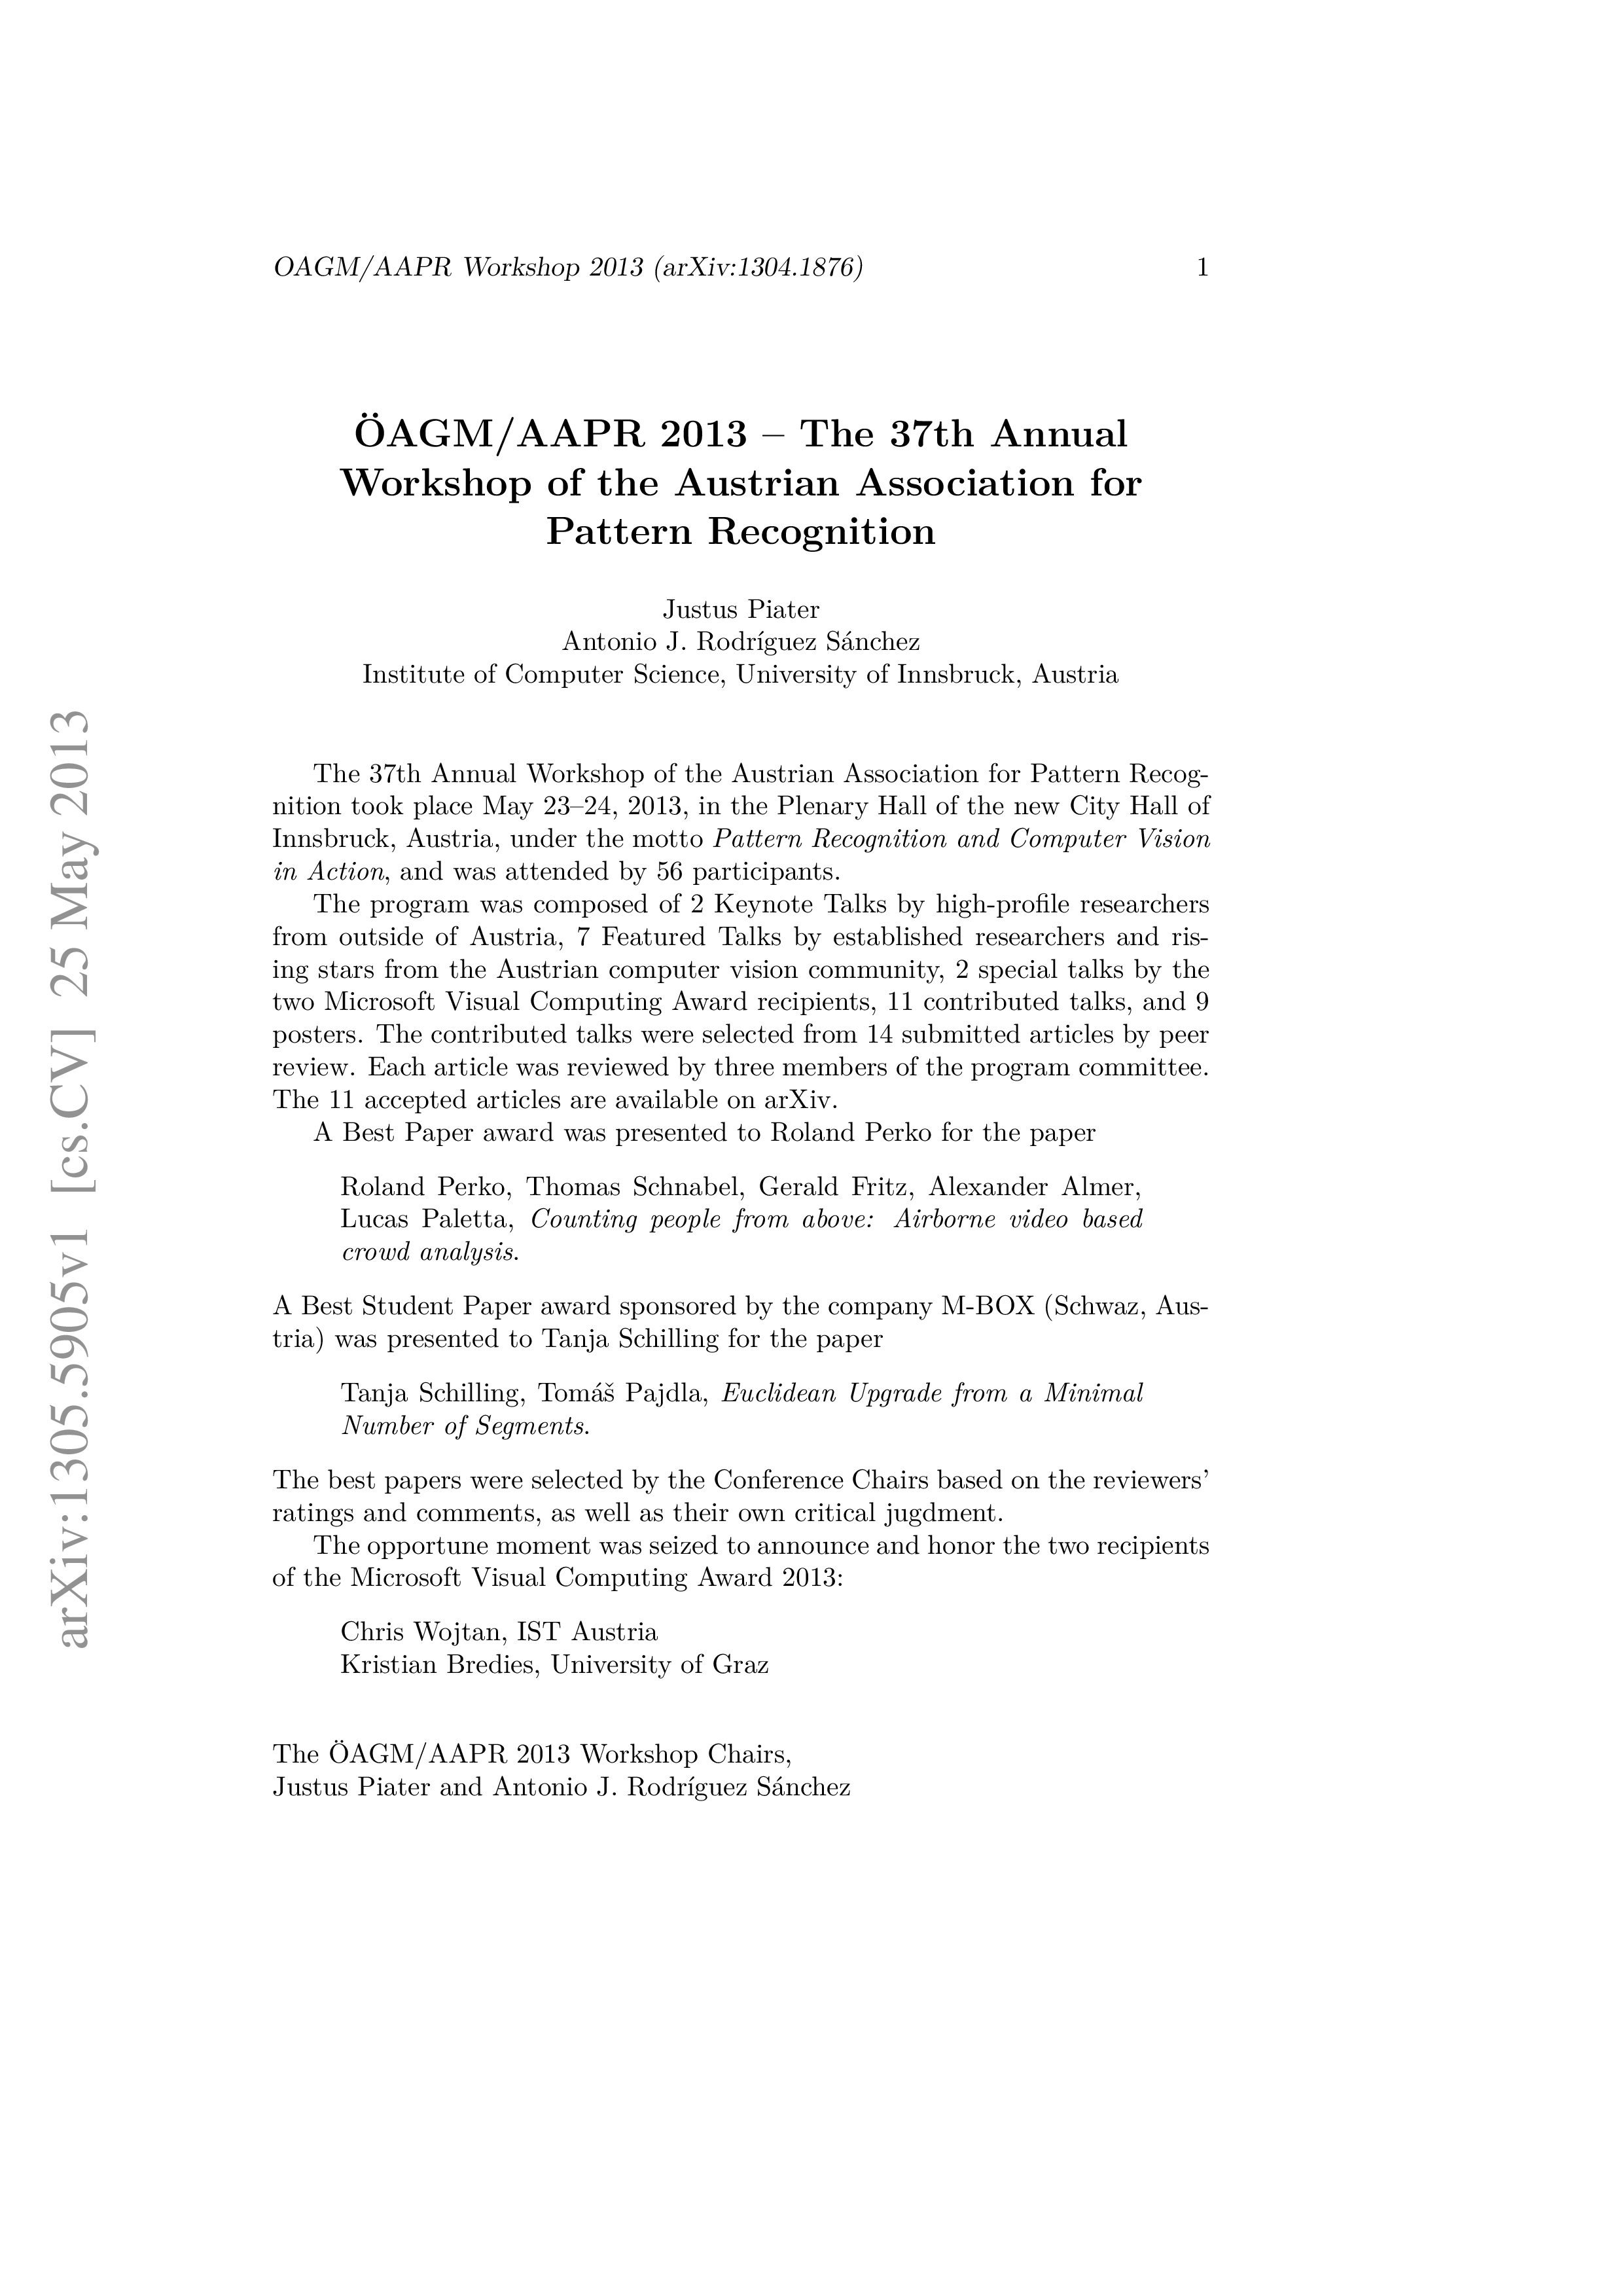 OAGM/AAPR Workshop 2013 (arXiv:1304.1876) 1
ÖAGM/AAPR 2013 – The 37th Annual
Workshop of the Austrian Association for
Pattern Recognition
Justus Piater
Antonio J. Rodríguez Sánchez
Institute of Computer Science, University of Innsbruck, Austria
The 37th Annual Workshop of the Austrian Association for Pattern Recog-
nition took place May 23–24, 2013, in the Plenary Hall of the new City Hall of
Innsbruck, Austria, under the motto Pattern Recognition and Computer Vision
in Action, and was attended by 56 participants.
The program was composed of 2 Keynote Talks by high-profile researchers
from outside of Austria, 7 Featured Talks by established researchers and ris-
ing stars from the Austrian computer vision community, 2 special talks by the
two Microsoft Visual Computing Award recipients, 11 contributed talks, and 9
posters. The contributed talks were selected from 14 submitted articles by peer
review. Each article was reviewed by three members of the program committee.
The 11 accepted articles are available on arXiv.
A Best Paper award was presented to Roland Perko for the paper
Roland Perko, Thomas Schnabel, Gerald Fritz, Alexander Almer,
Lucas Paletta, Counting people from above: Airborne video based
crowd analysis.
A Best Student Paper award sponsored by the company M-BOX (Schwaz, Aus-
tria) was presented to Tanja Schilling for the paper
Tanja Schilling, Tomáš Pajdla, Euclidean Upgrade from a Minimal
Number of Segments.
The best papers were selected by the Conference Chairs based on the reviewers'
ratings and comments, as well as their own critical jugdment.
The opportune moment was seized to announce and honor the two recipients
of the Microsoft Visual Computing Award 2013:
Chris Wojtan, IST Austria
Kristian Bredies, University of Graz
The ÖAGM/AAPR 2013 Workshop Chairs,
Justus Piater and Antonio J. Rodríguez Sánchez
arXiv:1305.5905v1 [cs.CV] 25 May 2013